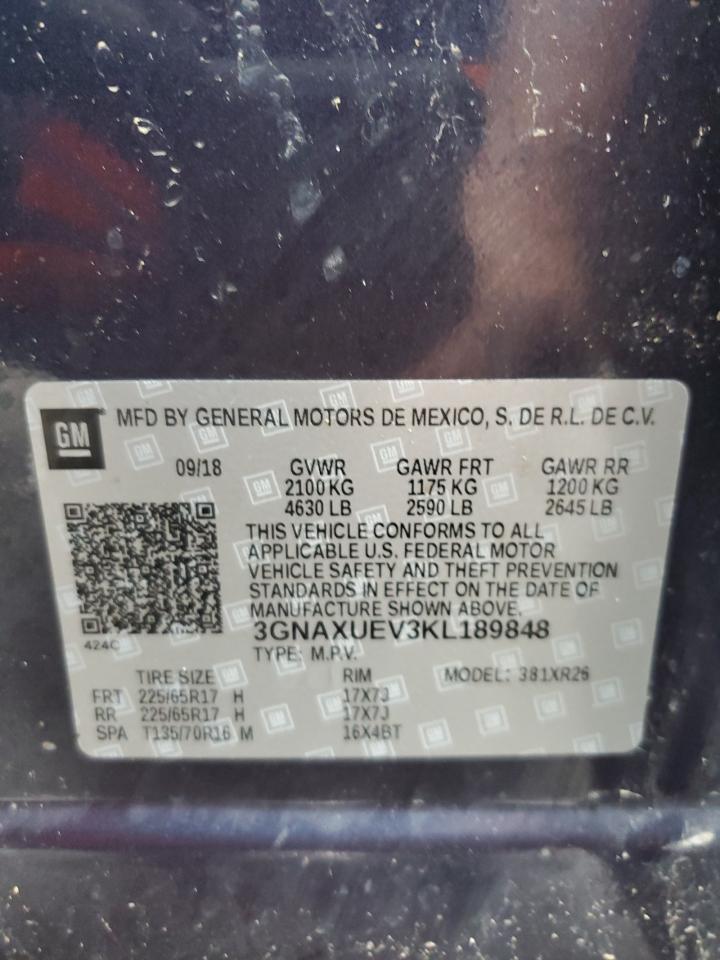 GM
MFD BY GENERAL MOTORS DE MEXICO, S. DE R.L. DE C.V.
09/18 GVWR GAWR FRT GAWR RR
2100 KG 1175 KG 1200 KG
4630 LB 2590 LB 2645 LB
THIS VEHICLE CONFORMS TO ALL
APPLICABLE U.S. FEDERAL MOTOR
VEHICLE SAFETY AND THEFT PREVENTION
STANDARDS IN EFFECT ON THE DATE OF
MANUFACTURE SHOWN ABOVE.
3GNAXUEV3KL189848
424C
TYPE: M.P.V.
TIRE SIZE RIM MODEL: 381XR26
FRT 225/65R17 H 17X7J
RR 225/65R17 H 17X7J
SPA T135/70R16 M 16X4BT